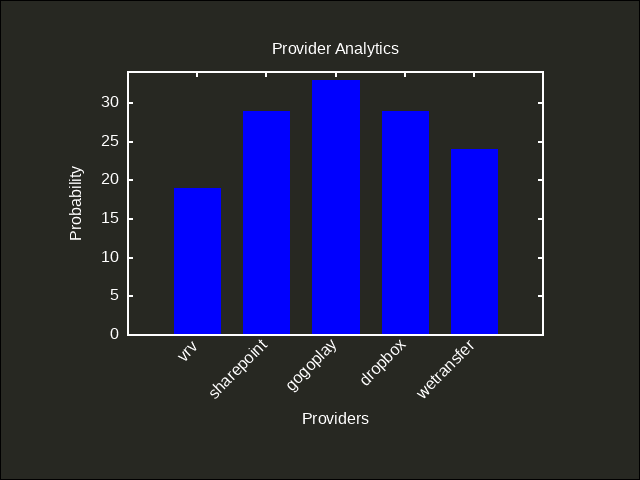 Provider Analytics
Probability
30
25
20
15
10
5
0
vrv
sharepoint
gogoplay
dropbox
wetransfer
Providers